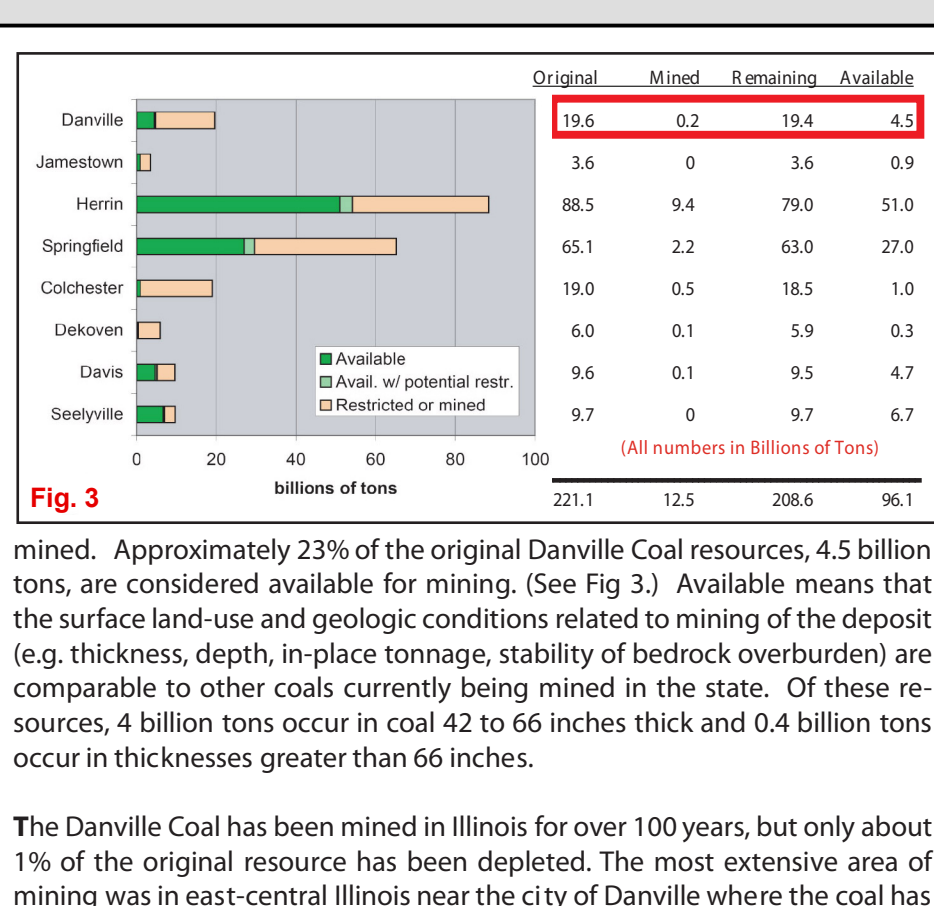 Original Mined Remaining Available
Danville 19.6 0.2 19.4 4.5
Jamestown 3.6 0 3.6 0.9
Herrin 88.5 9.4 79.0 51.0
Springfield 65.1 2.2 63.0 27.0
Colchester 19.0 0.5 18.5 1.0
Dekoven 6.0 0.1 5.9 0.3
Available
Davis 9.6 0.1 9.5 4.7
Avail. w/ potential restr.
Restricted or mined
Seelyville 9.7 0 9.7 6.7
(All numbers in Billions of Tons)
0 20 40 60 80 100
billions of tons
Fig. 3
221.1 12.5 208.6 96.1
mined. Approximately 23% of the original Danville Coal resources, 4.5 billion
tons, are considered available for mining. (See Fig 3.) Available means that
the surface land-use and geologic conditions related to mining of the deposit
(e.g. thickness, depth, in-place tonnage, stability of bedrock overburden) are
comparable to other coals currently being mined in the state. Of these re-
sources, 4 billion tons occur in coal 42 to 66 inches thick and 0.4 billion tons
occur in thicknesses greater than 66 inches.
The Danville Coal has been mined in Illinois for over 100 years, but only about
1% of the original resource has been depleted. The most extensive area of
mining was in east-central Illinois near the city of Danville where the coal has